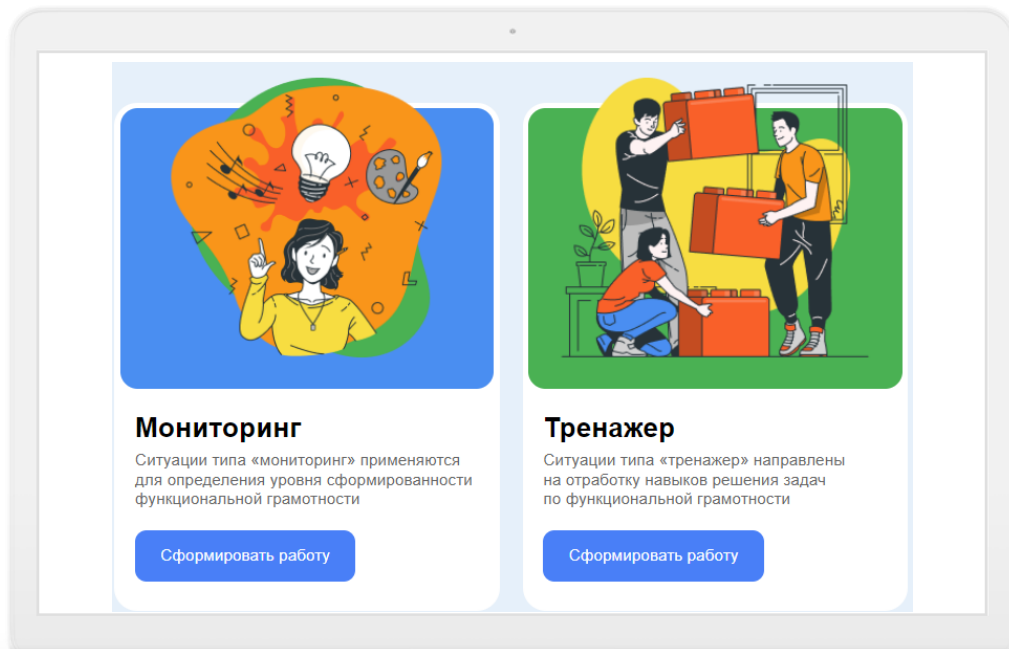 Мониторинг
Ситуации типа «мониторинг» применяются
для определения уровня сформированности
функциональной грамотности
Сформировать работу
Тренажер
Ситуации типа «тренажер» направлены
на отработку навыков решения задач
по функциональной грамотности
Сформировать работу